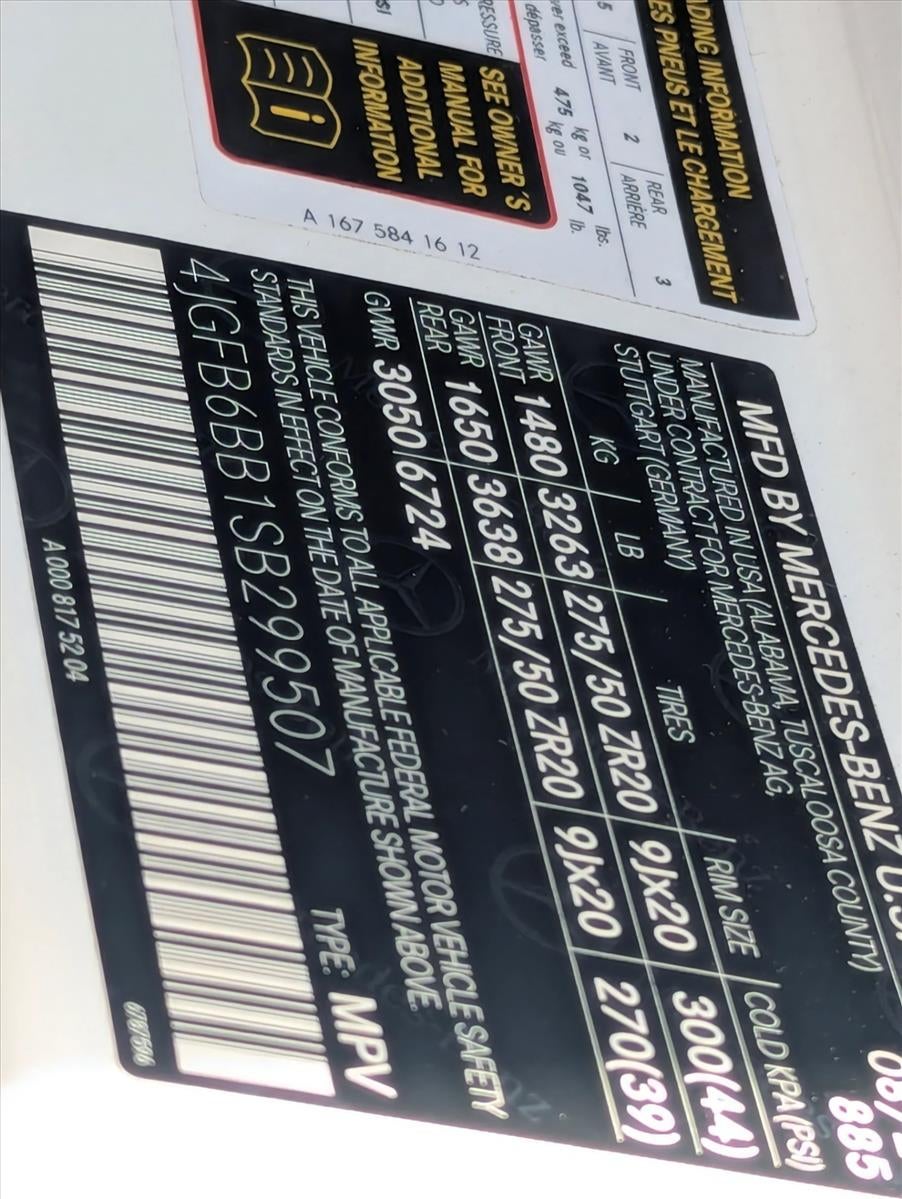 ADING INFORMATION
ES PNEUS ET LE CHARGEMENT
5 FRONT 2 REAR 3
AVANT ARRIÈRE
ver exceed 475 kg or 1047 lbs.
dépasser kg ou lb.
RESSURE
SEE OWNER'S
MANUAL FOR
ADDITIONAL
INFORMATION
A 167 584 16 12
MFD BY MERCEDES-BENZ U.S. 08/
MANUFACTURED IN USA (ALABAMA, TUSCALOOSA COUNTY) 885
UNDER CONTRACT FOR MERCEDES-BENZ AG,
STUTTGART (GERMANY)
KG LB TIRES RIM SIZE COLD KPA(PSI)
GAWR FRONT 1480 3263 275/50 ZR20 9Jx20 300(44)
GAWR REAR 1650 3638 275/50 ZR20 9Jx20 270(39)
GVWR 3050 6724
THIS VEHICLE CONFORMS TO ALL APPLICABLE FEDERAL MOTOR VEHICLE SAFETY
STANDARDS IN EFFECT ON THE DATE OF MANUFACTURE SHOWN ABOVE.
4JGFB6BB1SB299507 TYPE: MPV
A 000 817 52 04